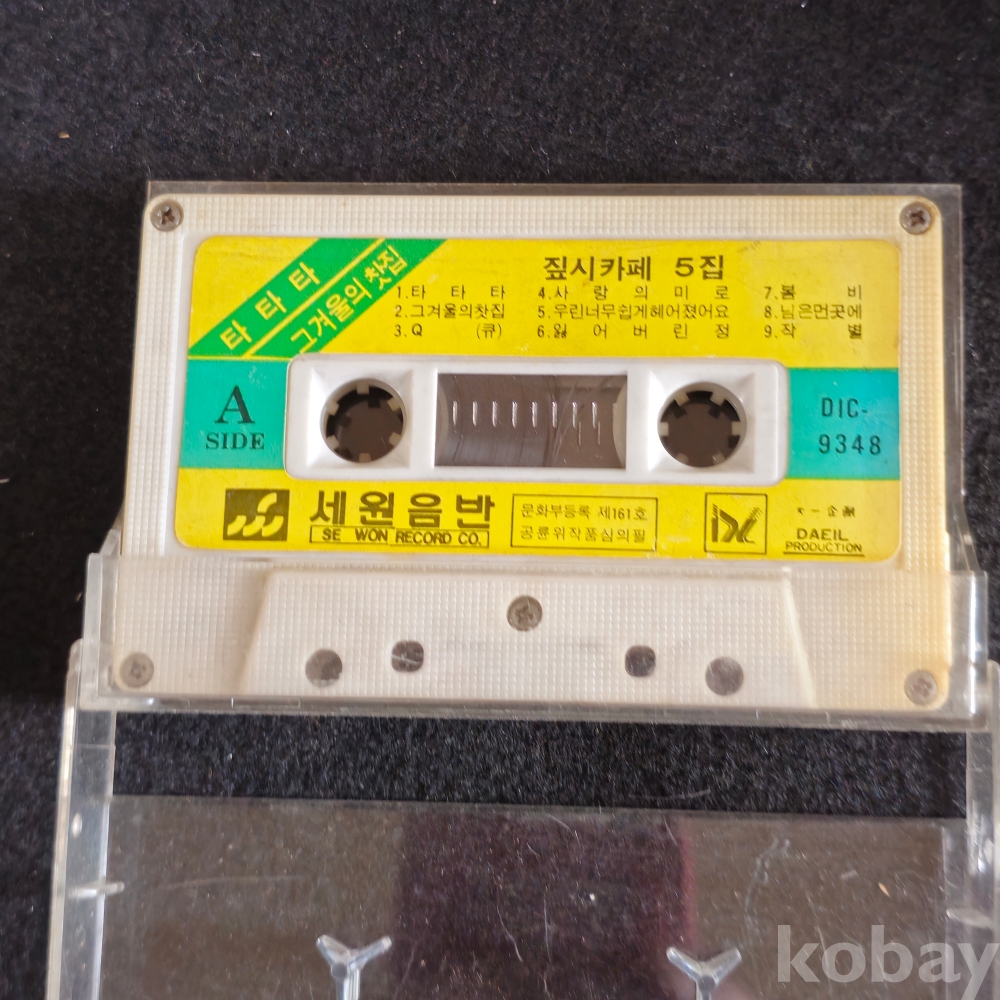 타타타
그겨울의찻집
짚시카페 5집
1.타타타
2.그겨울의찻집
3.Q (큐)
4.사랑의미로
5.우린너무쉽게헤어졌어요
6.잃어버린정
7.봄비
8.님은먼곳에
9.작별
A
SIDE
DIC-
9348
세원음반
SE WON RECORD CO.
문화부등록 제161호
공륜위작품심의필
DAEIL
PRODUCTION
kobay